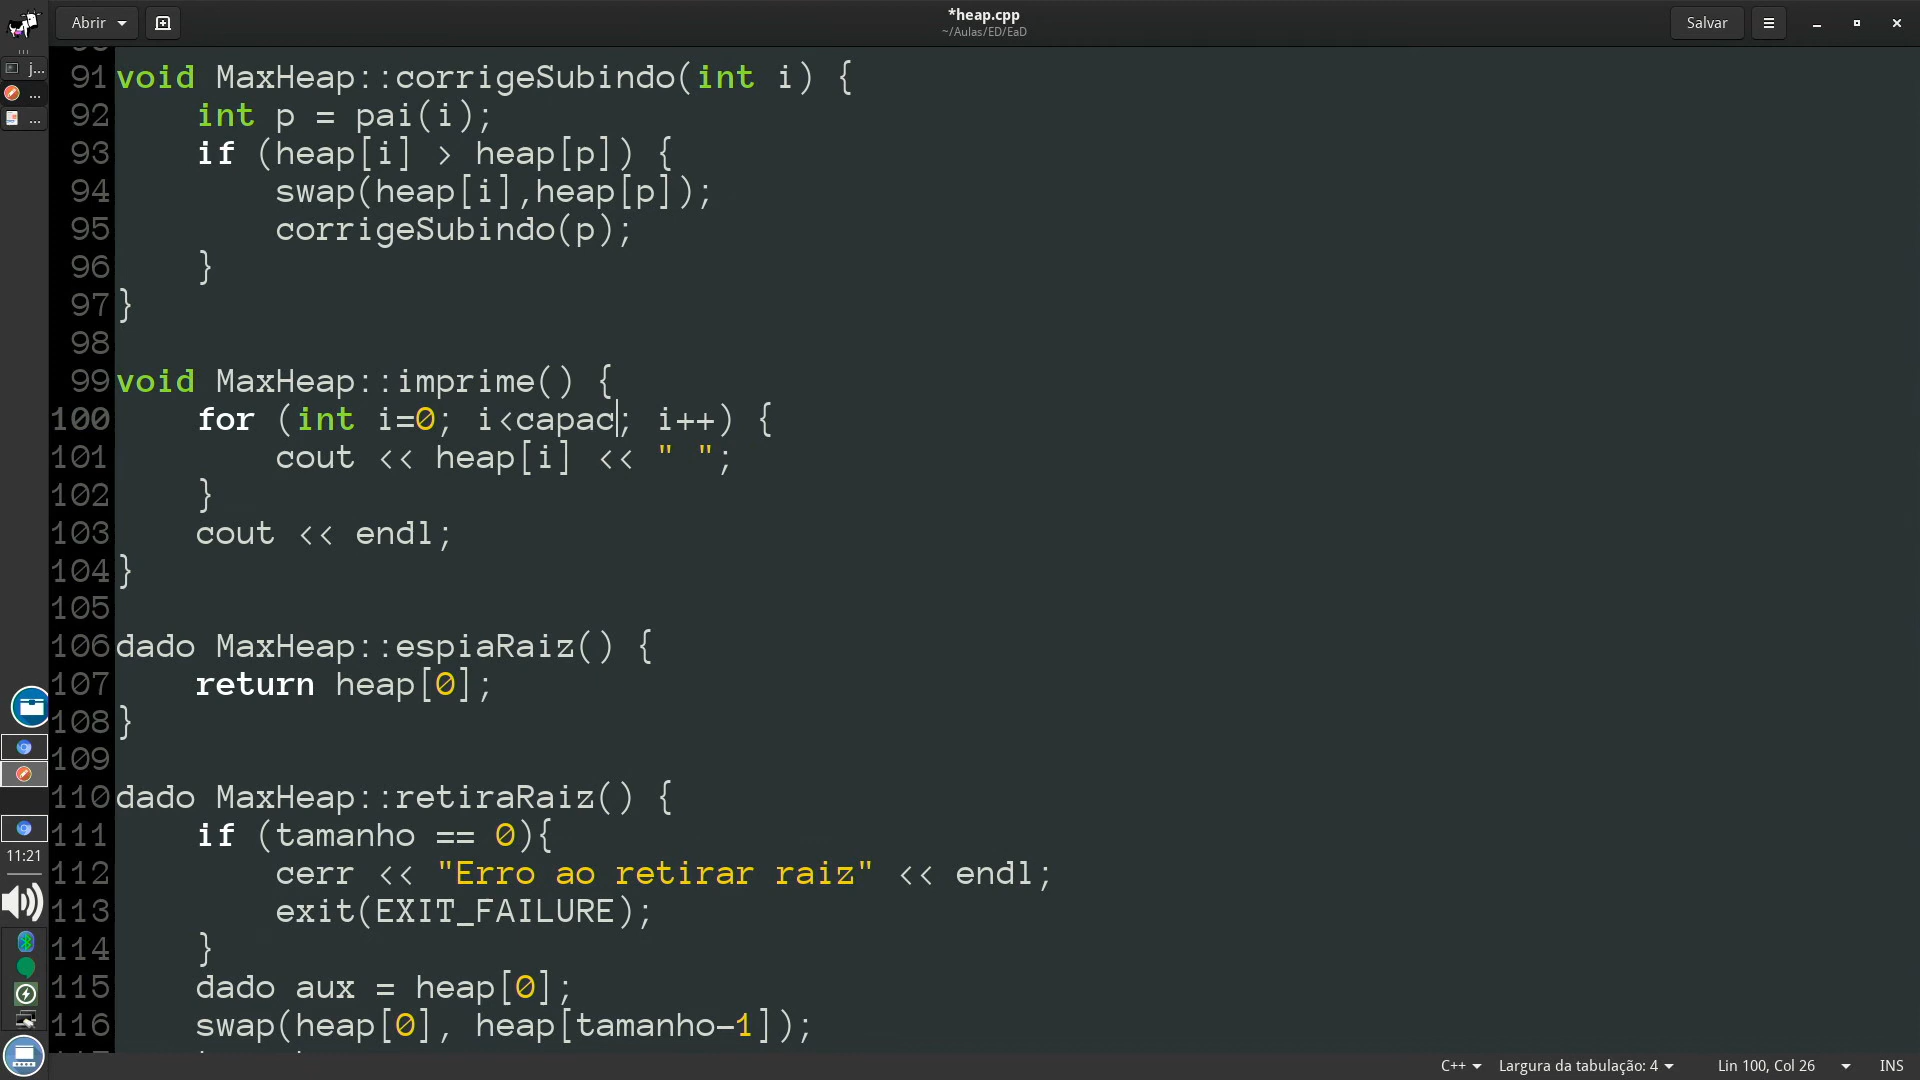 Abrir
*heap.cpp
~/Aulas/ED/EaD
Salvar
j...
...
...
91 void MaxHeap::corrigeSubindo(int i) {
92     int p = pai(i);
93     if (heap[i] > heap[p]) {
94         swap(heap[i],heap[p]);
95         corrigeSubindo(p);
96     }
97 }
98
99 void MaxHeap::imprime() {
100     for (int i=0; i<capac; i++) {
101         cout << heap[i] << " ";
102     }
103     cout << endl;
104 }
105
106 dado MaxHeap::espiaRaiz() {
107     return heap[0];
108 }
109
110 dado MaxHeap::retiraRaiz() {
111     if (tamanho == 0){
112         cerr << "Erro ao retirar raiz" << endl;
113         exit(EXIT_FAILURE);
114     }
115     dado aux = heap[0];
116     swap(heap[0], heap[tamanho-1]);
11:21
C++
Largura da tabulação: 4
Lin 100, Col 26
INS